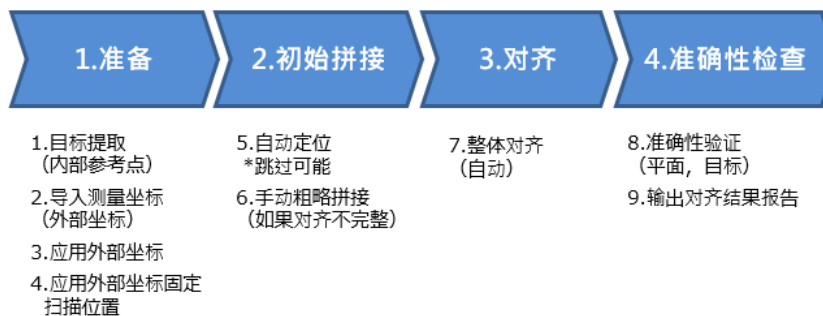 1.准备
2.初始拼接
3.对齐
4.准确性检查
1.目标提取
（内部参考点）
2.导入测量坐标
（外部坐标）
3.应用外部坐标
4.应用外部坐标固定
扫描位置
5.自动定位
*跳过可能
6.手动粗略拼接
（如果对齐不完整）
7.整体对齐
（自动）
8.准确性验证
（平面，目标）
9.输出对齐结果报告